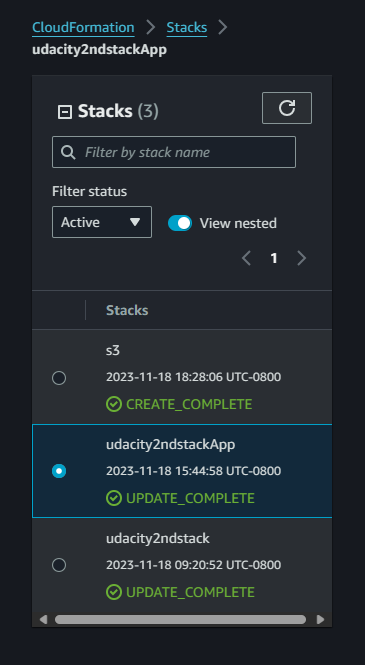 CloudFormation > Stacks >
udacity2ndstackApp
Stacks (3)
Filter by stack name
Filter status
Active
View nested
1
Stacks
s3
2023-11-18 18:28:06 UTC-0800
CREATE_COMPLETE
udacity2ndstackApp
2023-11-18 15:44:58 UTC-0800
UPDATE_COMPLETE
udacity2ndstack
2023-11-18 09:20:52 UTC-0800
UPDATE_COMPLETE